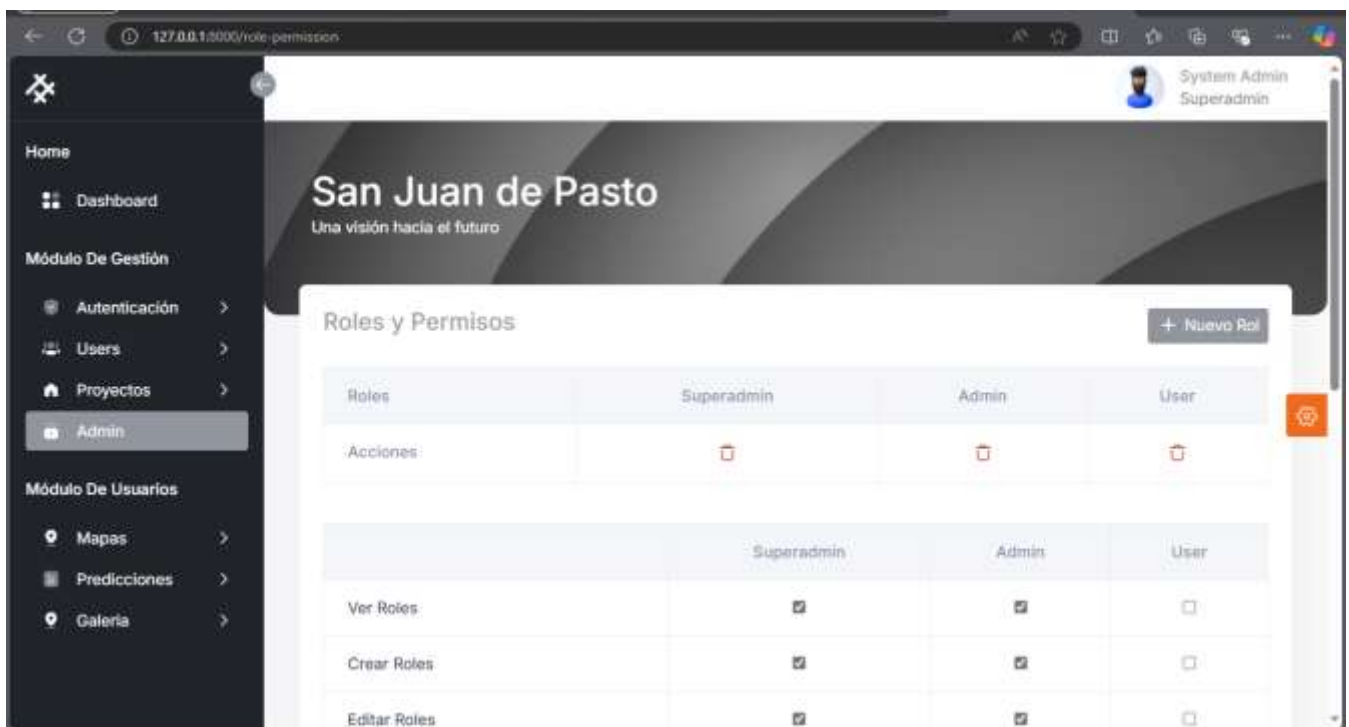 127.0.0.1:8000/role-permission
System Admin
Superadmin
Home
Dashboard
Módulo De Gestión
Autenticación
Users
Proyectos
Admin
Módulo De Usuarios
Mapas
Predicciones
Galeria
San Juan de Pasto
Una visión hacia el futuro
Roles y Permisos
+ Nuevo Rol
Roles Superadmin Admin User
Acciones
Superadmin Admin User
Ver Roles
Crear Roles
Editar Roles